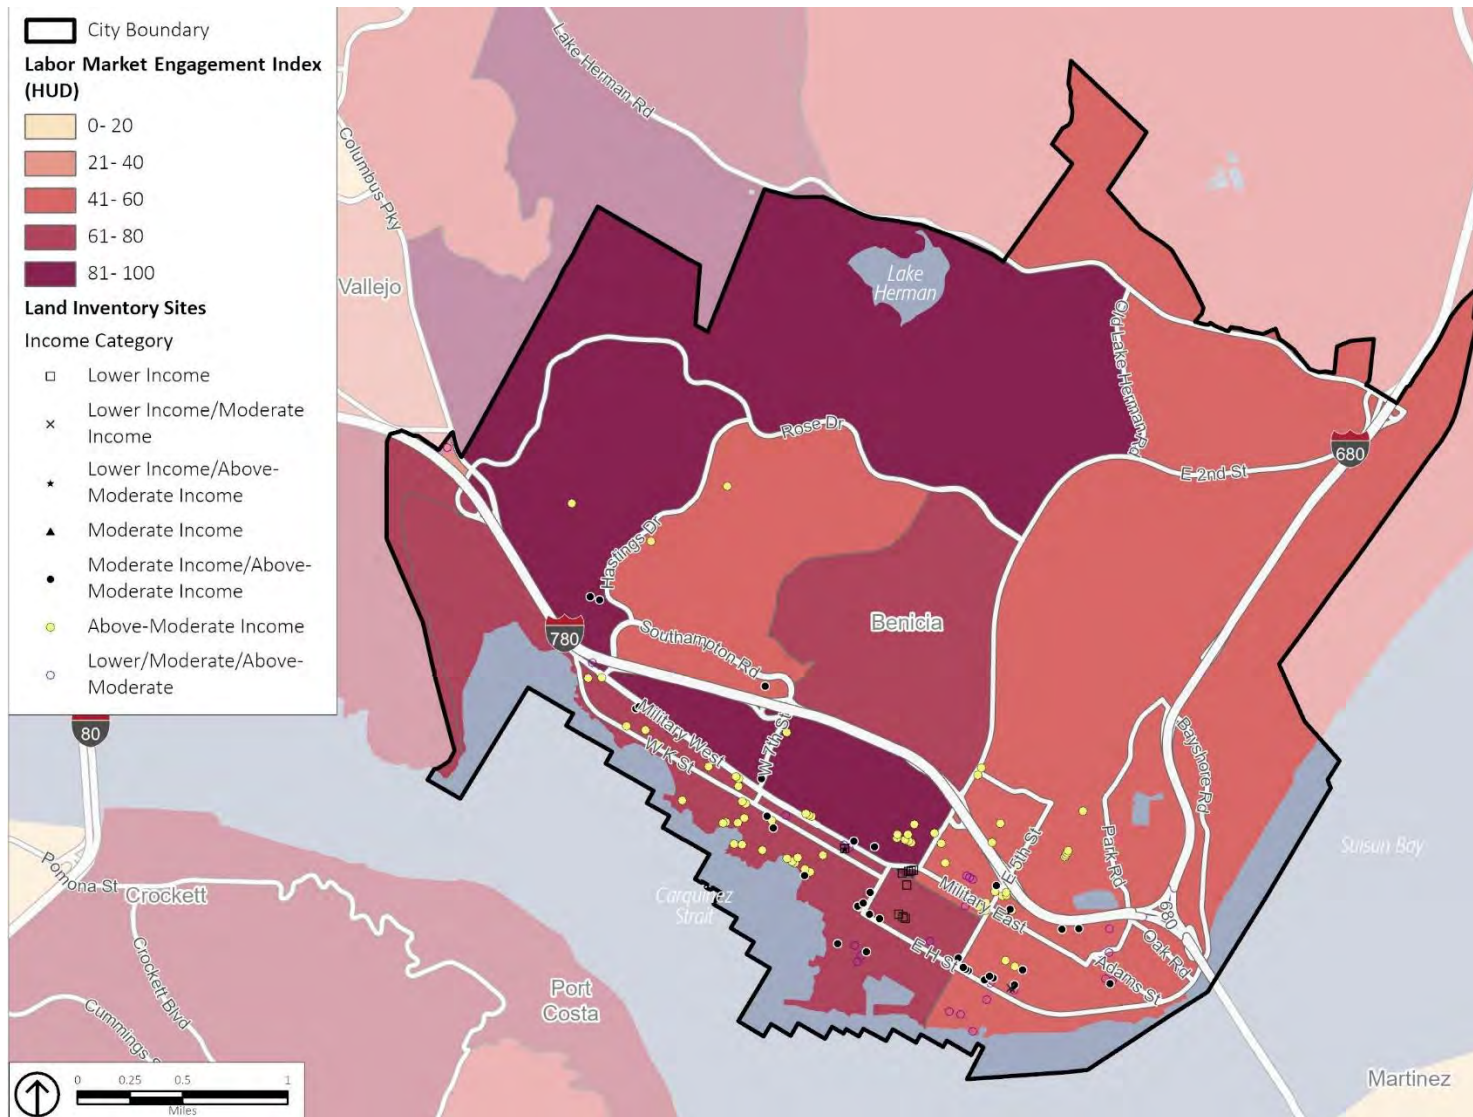 City Boundary
Labor Market Engagement Index
(HUD)
0- 20
21- 40
41- 60
61- 80
81- 100
Land Inventory Sites
Income Category
Lower Income
Lower Income/Moderate
Income
Lower Income/Above-
Moderate Income
Moderate Income
Moderate Income/Above-
Moderate Income
Above-Moderate Income
Lower/Moderate/Above-
Moderate
Lake Herman Rd
Columbus Pky
Vallejo
Lake
Herman
Old Lake Herman Rd
Rose Dr
E 2nd St
680
Hastings Dr
Benicia
780
Southampton Rd
Military West
W K St
W 7th St
Bayshore Rd
80
E 5th St
Park Rd
Suisun Bay
Pomona St
Crockett
Carquinez
Strait
Military East
680
Oak Rd
E H St
Adams St
Crockett Blvd
Port
Costa
Cummings S
Martinez
0 0.25 0.5 1
Miles